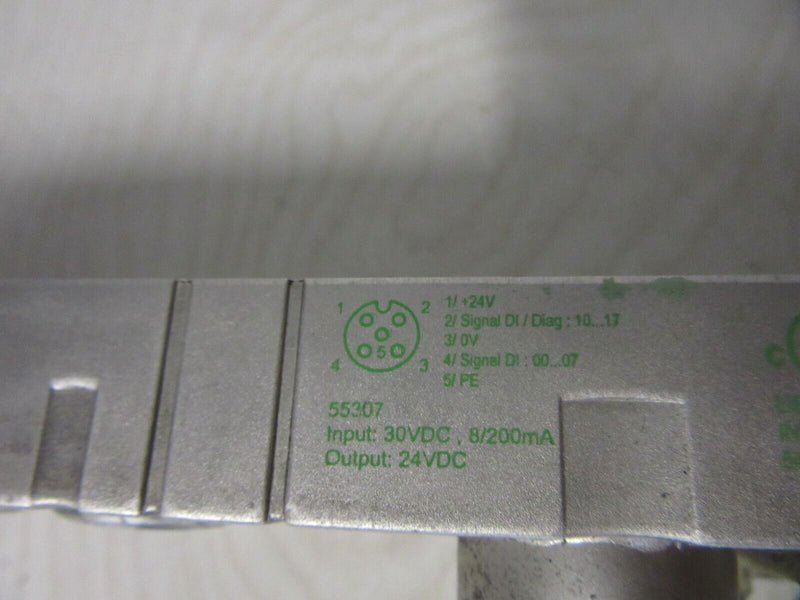 1
2
5
4
3
1/ +24V
2/ Signal DI / Diag : 10...17
3/ 0V
4/ Signal DI : 00...07
5/ PE
55307
Input: 30VDC , 8/200mA
Output: 24VDC
c